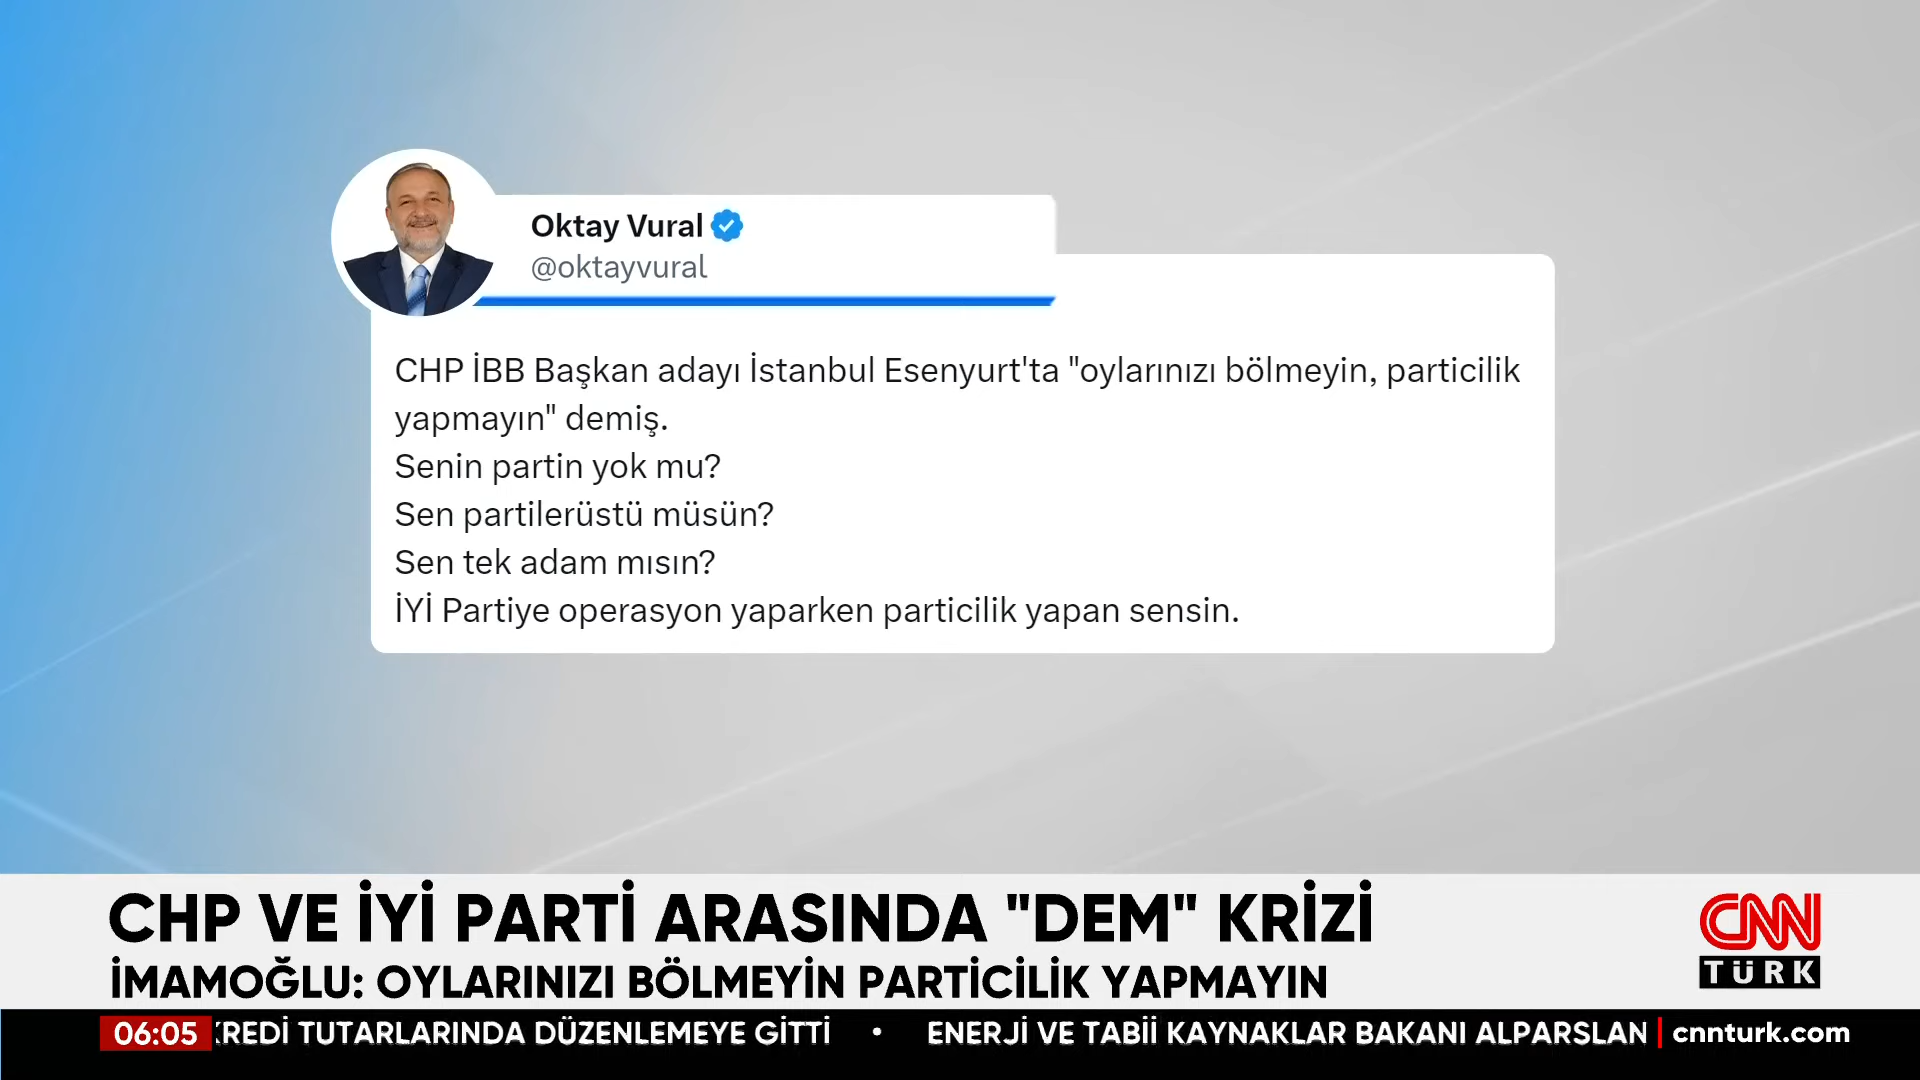 Oktay Vural
@oktayvural
CHP İBB Başkan adayı İstanbul Esenyurt'ta "oylarınızı bölmeyin, particilik
yapmayın" demiş.
Senin partin yok mu?
Sen partilerüstü müsün?
Sen tek adam mısın?
İYİ Partiye operasyon yaparken particilik yapan sensin.
CHP VE İYİ PARTİ ARASINDA "DEM" KRİZİ
İMAMOĞLU: OYLARINIZI BÖLMEYİN PARTİCİLİK YAPMAYIN
CNN
TÜRK
06:05 KREDİ TUTARLARINDA DÜZENLEMEYE GİTTİ • ENERJİ VE TABİİ KAYNAKLAR BAKANI ALPARSLAN | cnnturk.com